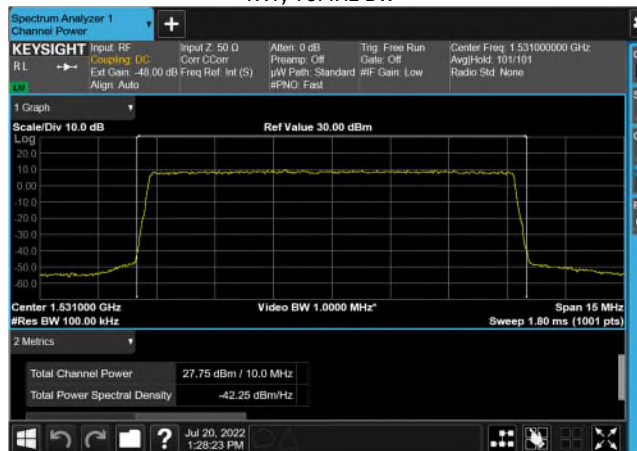 Spectrum Analyzer 1
Channel Power
+
KEYSIGHT Input: RF Input Z: 50 Ω Atten: 0 dB Trig: Free Run Center Freq: 1.531000000 GHz
RL Coupling: DC Corr CCorr Preamp: Off Gate: Off Avg|Hold: 101/101
Ext Gain: -48.00 dB Freq Ref: Int (S) µW Path: Standard #IF Gain: Low Radio Std: None
LXI Align: Auto #PNO: Fast
1 Graph
Scale/Div 10.0 dB Ref Value 30.00 dBm
Log
20.0
10.0
0.00
-10.0
-20.0
-30.0
-40.0
-50.0
-60.0
Center 1.531000 GHz Video BW 1.0000 MHz* Span 15 MHz
#Res BW 100.00 kHz Sweep 1.80 ms (1001 pts)
2 Metrics
Total Channel Power 27.75 dBm / 10.0 MHz
Total Power Spectral Density -42.25 dBm/Hz
? Jul 20, 2022
1:28:23 PM